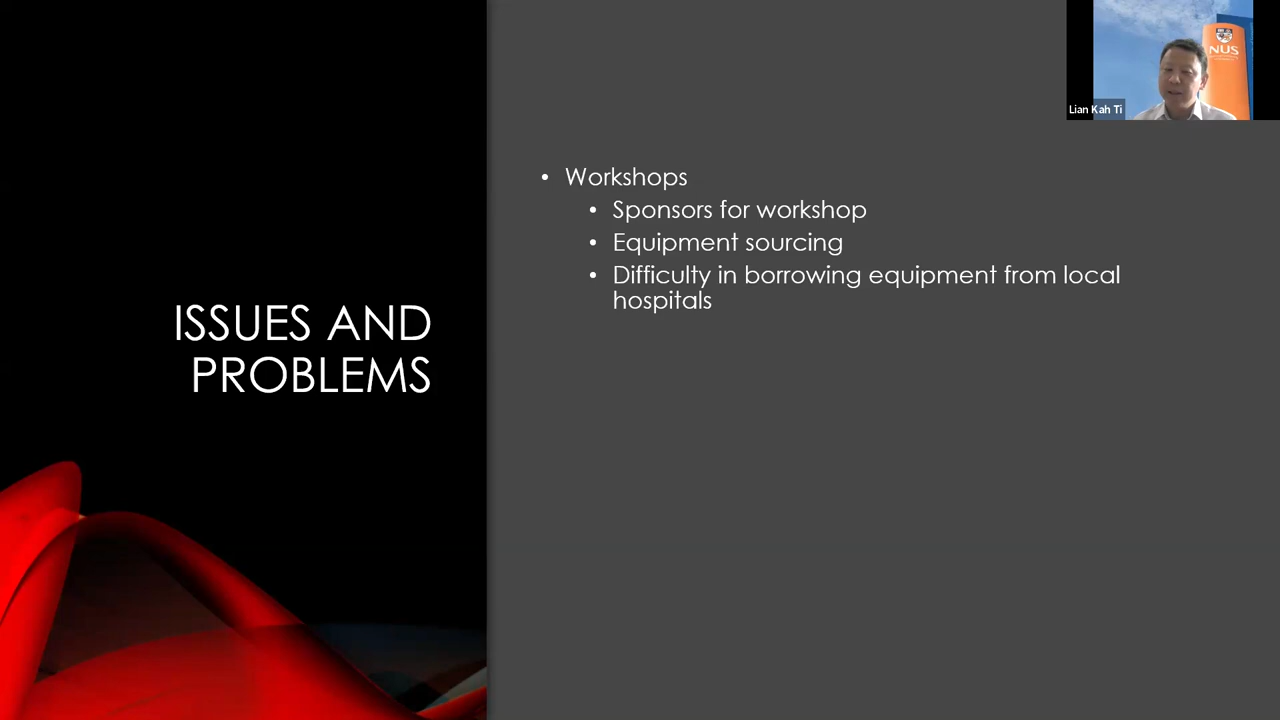 NUS
Lian Kah Ti
ISSUES AND
PROBLEMS
• Workshops
• Sponsors for workshop
• Equipment sourcing
• Difficulty in borrowing equipment from local
hospitals